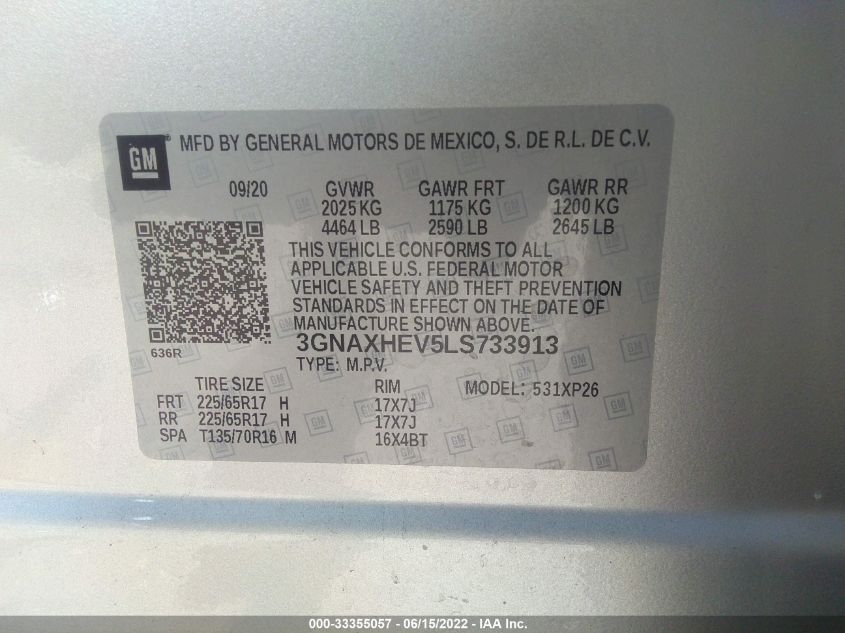 GM MFD BY GENERAL MOTORS DE MEXICO, S. DE R.L. DE C.V.
09/20 GVWR GAWR FRT GAWR RR
2025 KG 1175 KG 1200 KG
4464 LB 2590 LB 2645 LB
THIS VEHICLE CONFORMS TO ALL
APPLICABLE U.S. FEDERAL MOTOR
VEHICLE SAFETY AND THEFT PREVENTION
STANDARDS IN EFFECT ON THE DATE OF
MANUFACTURE SHOWN ABOVE.
3GNAXHEV5LS733913
636R
TYPE: M.P.V.
TIRE SIZE RIM MODEL: 531XP26
FRT 225/65R17 H 17X7J
RR 225/65R17 H 17X7J
SPA T135/70R16 M 16X4BT
000-33355057 - 06/15/2022 - IAA Inc.